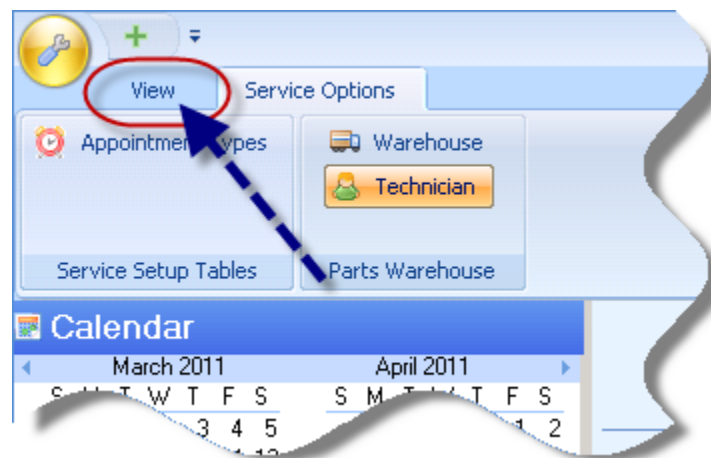 View Service Options
Appointment Types Warehouse
Technician
Service Setup Tables Parts Warehouse
Calendar
March 2011 April 2011
S M T W T F S S M T W T F S
3 4 5 1 2